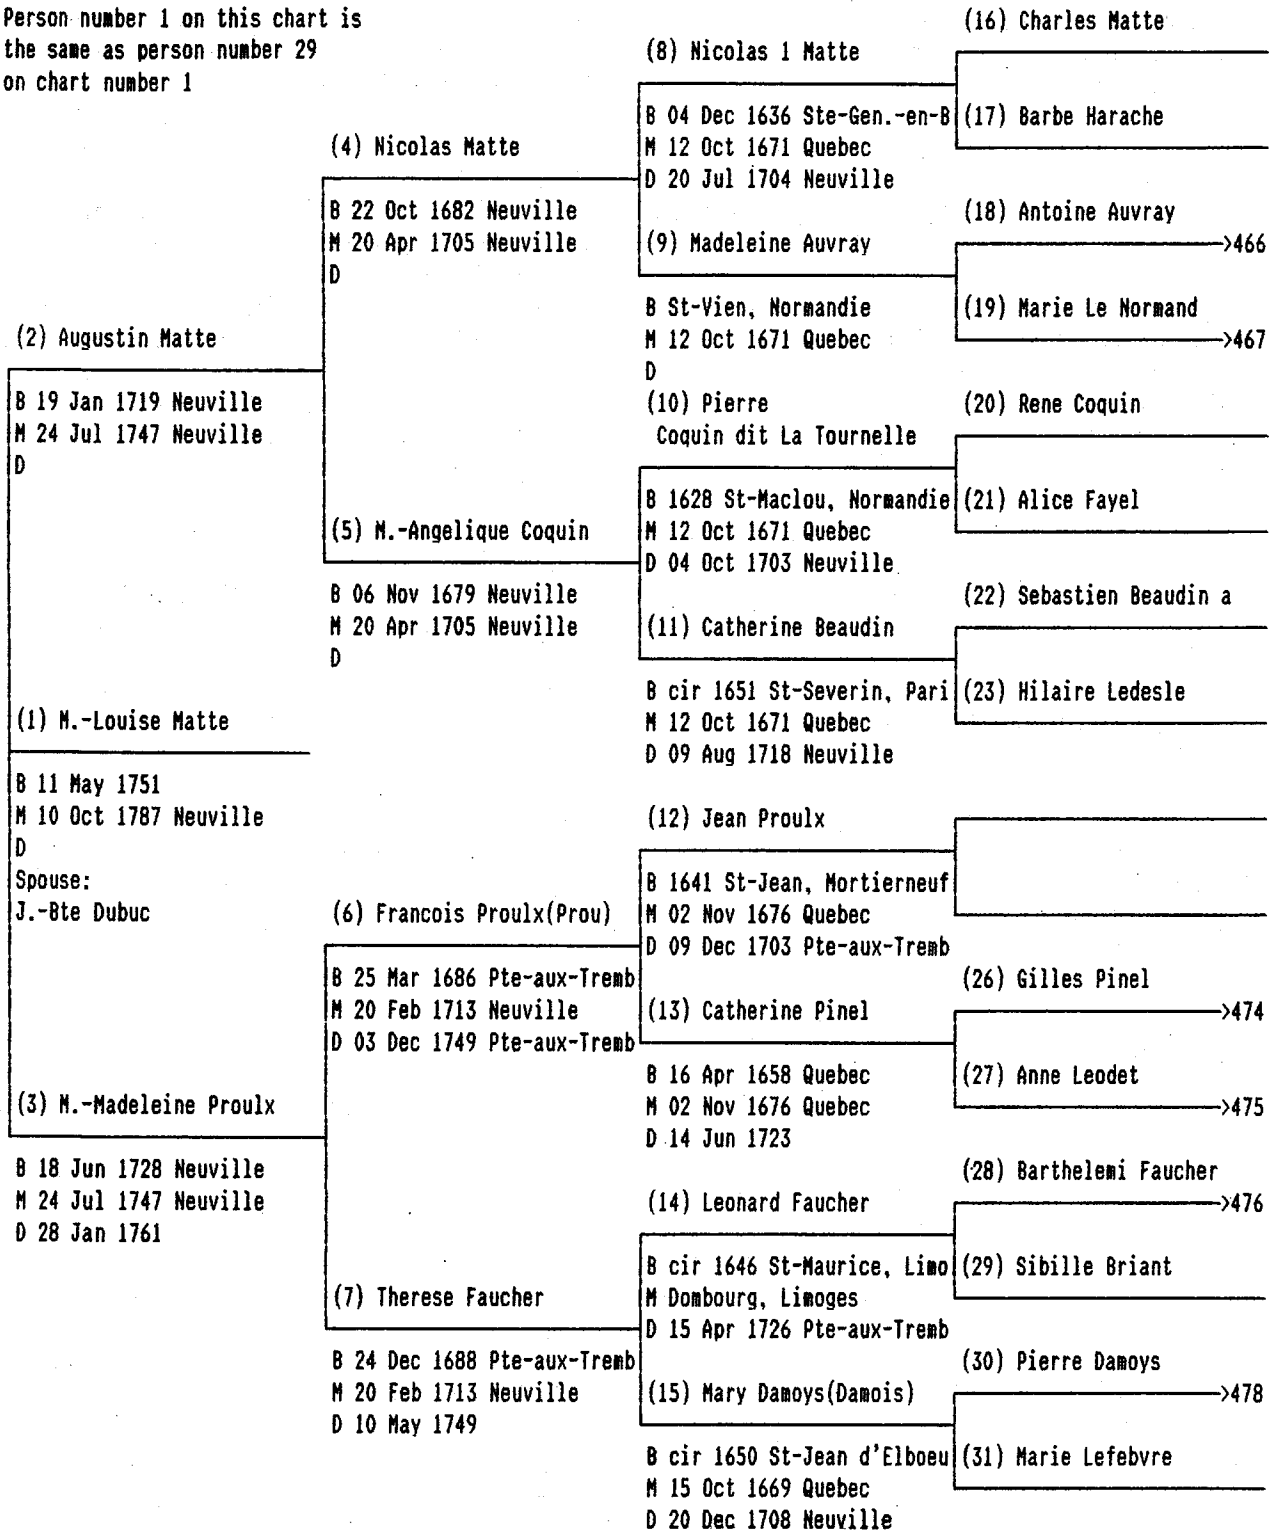 Person number 1 on this chart is
the same as person number 29
on chart number 1
(16) Charles Matte
(8) Nicolas 1 Matte
B 04 Dec 1636 Ste-Gen.-en-B
M 12 Oct 1671 Quebec
D 20 Jul 1704 Neuville
(17) Barbe Harache
(4) Nicolas Matte
B 22 Oct 1682 Neuville
M 20 Apr 1705 Neuville
D
(18) Antoine Auvray
>466
(9) Madeleine Auvray
B St-Vien, Normandie
M 12 Oct 1671 Quebec
D
(19) Marie Le Normand
>467
(2) Augustin Matte
B 19 Jan 1719 Neuville
M 24 Jul 1747 Neuville
D
(10) Pierre
Coquin dit La Tournelle
B 1628 St-Maclou, Normandie
M 12 Oct 1671 Quebec
D 04 Oct 1703 Neuville
(20) Rene Coquin
(21) Alice Fayel
(5) M.-Angelique Coquin
B 06 Nov 1679 Neuville
M 20 Apr 1705 Neuville
D
(22) Sebastien Beaudin a
(11) Catherine Beaudin
B cir 1651 St-Severin, Pari
M 12 Oct 1671 Quebec
D 09 Aug 1718 Neuville
(23) Hilaire Ledesle
(1) M.-Louise Matte
B 11 May 1751
M 10 Oct 1787 Neuville
D
Spouse:
J.-Bte Dubuc
(12) Jean Proulx
B 1641 St-Jean, Mortierneuf
M 02 Nov 1676 Quebec
D 09 Dec 1703 Pte-aux-Tremb
(6) Francois Proulx(Prou)
B 25 Mar 1686 Pte-aux-Tremb
M 20 Feb 1713 Neuville
D 03 Dec 1749 Pte-aux-Tremb
(26) Gilles Pinel
>474
(13) Catherine Pinel
B 16 Apr 1658 Quebec
M 02 Nov 1676 Quebec
D 14 Jun 1723
(27) Anne Leodet
>475
(3) M.-Madeleine Proulx
B 18 Jun 1728 Neuville
M 24 Jul 1747 Neuville
D 28 Jan 1761
(28) Barthelemi Faucher
>476
(14) Leonard Faucher
B cir 1646 St-Maurice, Limo
M Dombourg, Limoges
D 15 Apr 1726 Pte-aux-Tremb
(29) Sibille Briant
(7) Therese Faucher
B 24 Dec 1688 Pte-aux-Tremb
M 20 Feb 1713 Neuville
D 10 May 1749
(30) Pierre Damoys
>478
(15) Mary Damoys(Damois)
B cir 1650 St-Jean d'Elboeu
M 15 Oct 1669 Quebec
D 20 Dec 1708 Neuville
(31) Marie Lefebvre